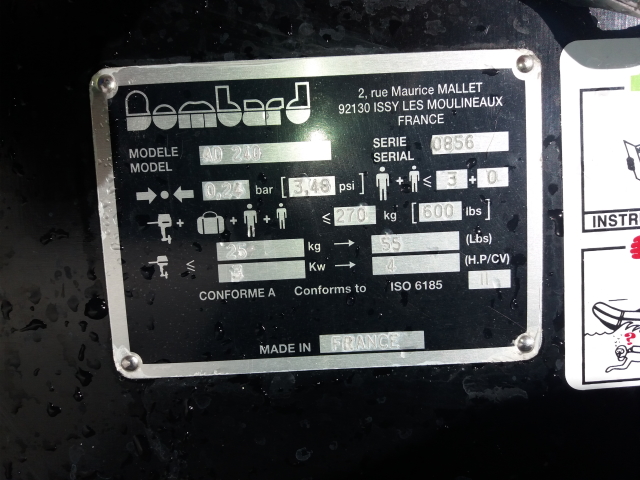 Bombard
2, rue Maurice MALLET
92130 ISSY LES MOULINEAUX
FRANCE
MODELE
MODEL
AD 240
SERIE
SERIAL
0856
0,24 bar [3,48 psi] ≤ 3 + 0
+ + + ≤ 270 kg [600 lbs]
25 kg → 55 (Lbs)
≤ 3 Kw → 4 (H.P/CV)
CONFORME A Conforms to ISO 6185 II
MADE IN FRANCE